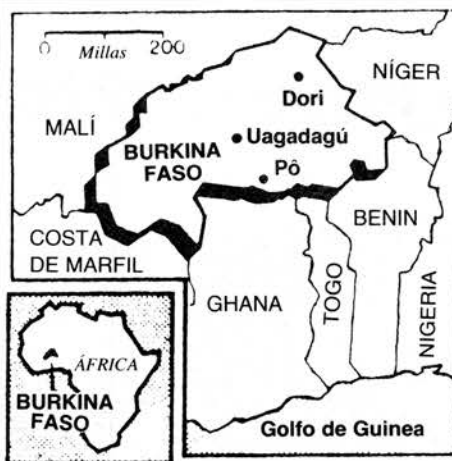 0 200
Millas
NÍGER
Dori
MALÍ
Uagadagú
BURKINA
FASO
Pô
BENIN
COSTA
DE MARFIL
GHANA
TOGO
NIGERIA
ÁFRICA
BURKINA
FASO
Golfo de Guinea